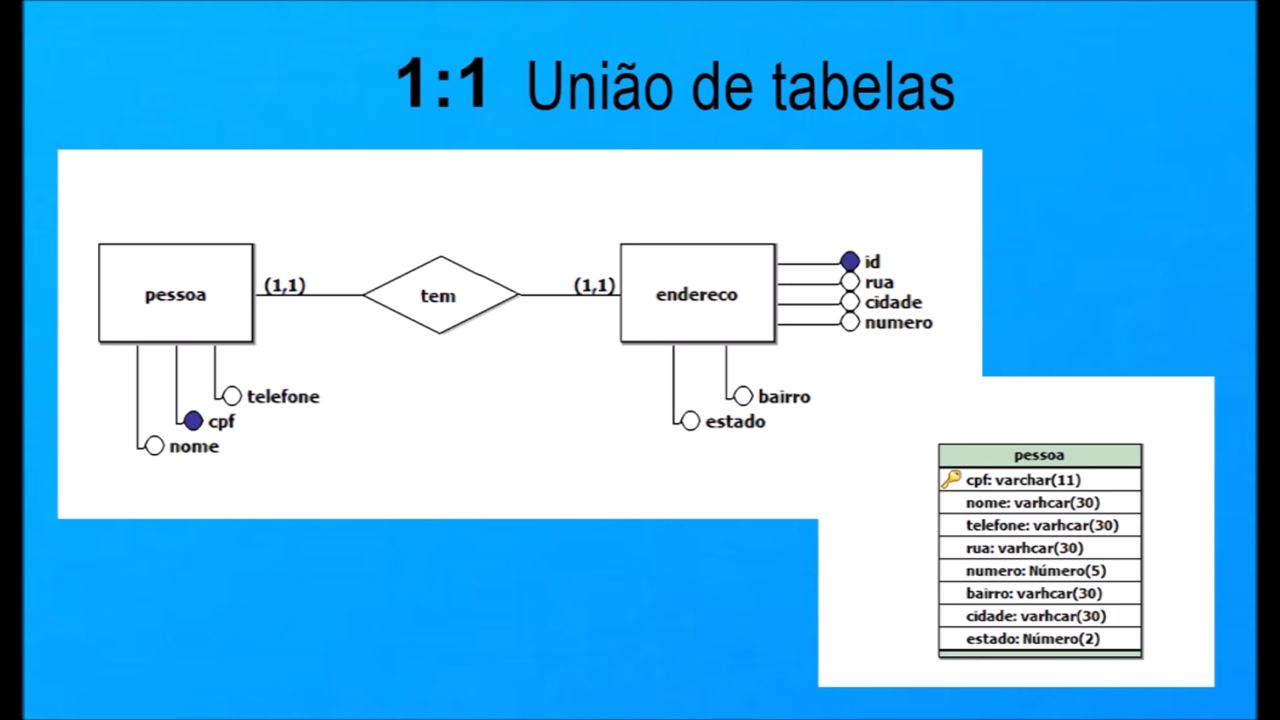 1:1 União de tabelas
pessoa
(1,1)
tem
(1,1)
endereco
id
rua
cidade
numero
telefone
cpf
nome
bairro
estado
pessoa
cpf: varchar(11)
nome: varhcar(30)
telefone: varhcar(30)
rua: varhcar(30)
numero: Número(5)
bairro: varhcar(30)
cidade: varhcar(30)
estado: Número(2)